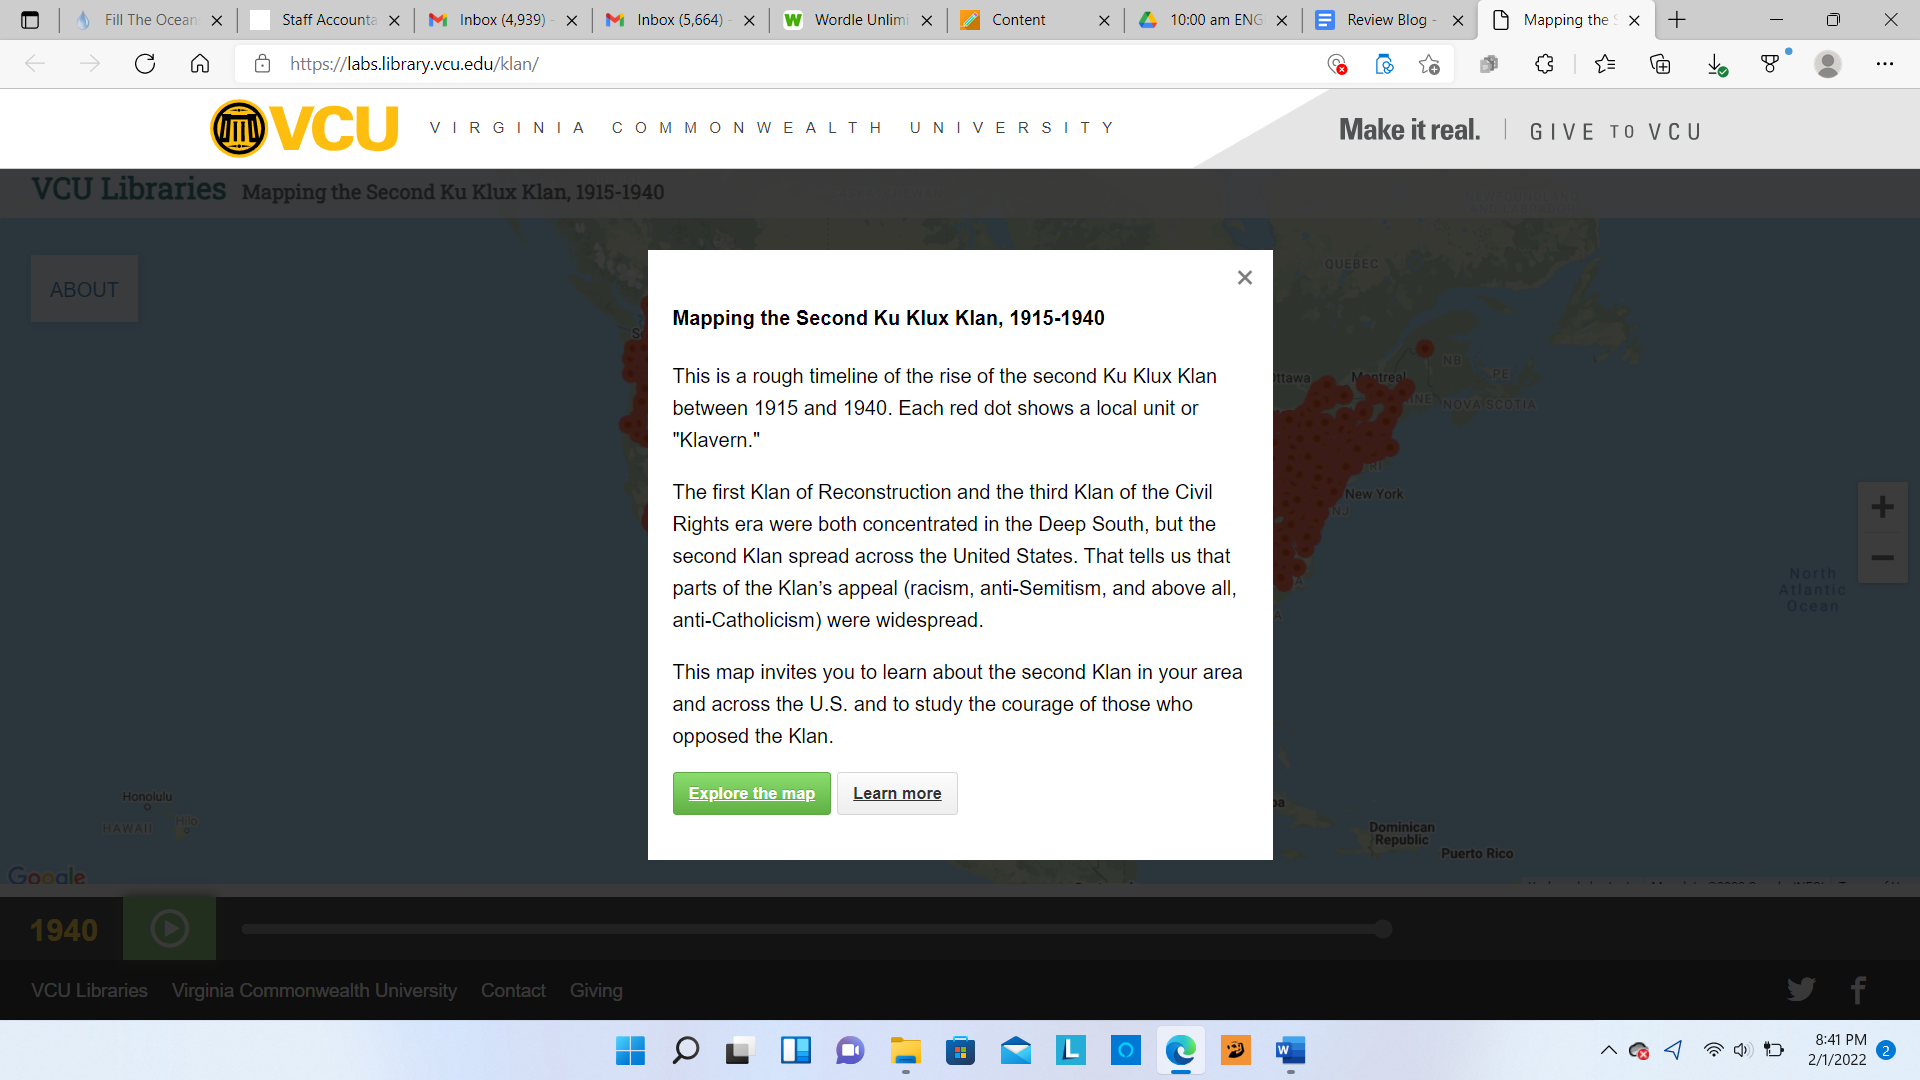 Fill The Ocean
Staff Accounta
Inbox (4,939) -
Inbox (5,664) -
Wordle Unlimi
Content
10:00 am ENG
Review Blog -
Mapping the S
https://labs.library.vcu.edu/klan/
VCU
VIRGINIA COMMONWEALTH UNIVERSITY
Make it real.
GIVE TO VCU
VCU Libraries
Mapping the Second Ku Klux Klan, 1915-1940
ABOUT
QUEBEC
Ottawa
Montreal
NB
PE
NOVA SCOTIA
New York
NJ
North
Atlantic
Ocean
Mapping the Second Ku Klux Klan, 1915-1940
This is a rough timeline of the rise of the second Ku Klux Klan
between 1915 and 1940. Each red dot shows a local unit or
"Klavern."
The first Klan of Reconstruction and the third Klan of the Civil
Rights era were both concentrated in the Deep South, but the
second Klan spread across the United States. That tells us that
parts of the Klan’s appeal (racism, anti-Semitism, and above all,
anti-Catholicism) were widespread.
This map invites you to learn about the second Klan in your area
and across the U.S. and to study the courage of those who
opposed the Klan.
Explore the map
Learn more
Honolulu
HAWAII
Hilo
Dominican
Republic
Puerto Rico
Google
1940
VCU Libraries
Virginia Commonwealth University
Contact
Giving
8:41 PM
2/1/2022
2